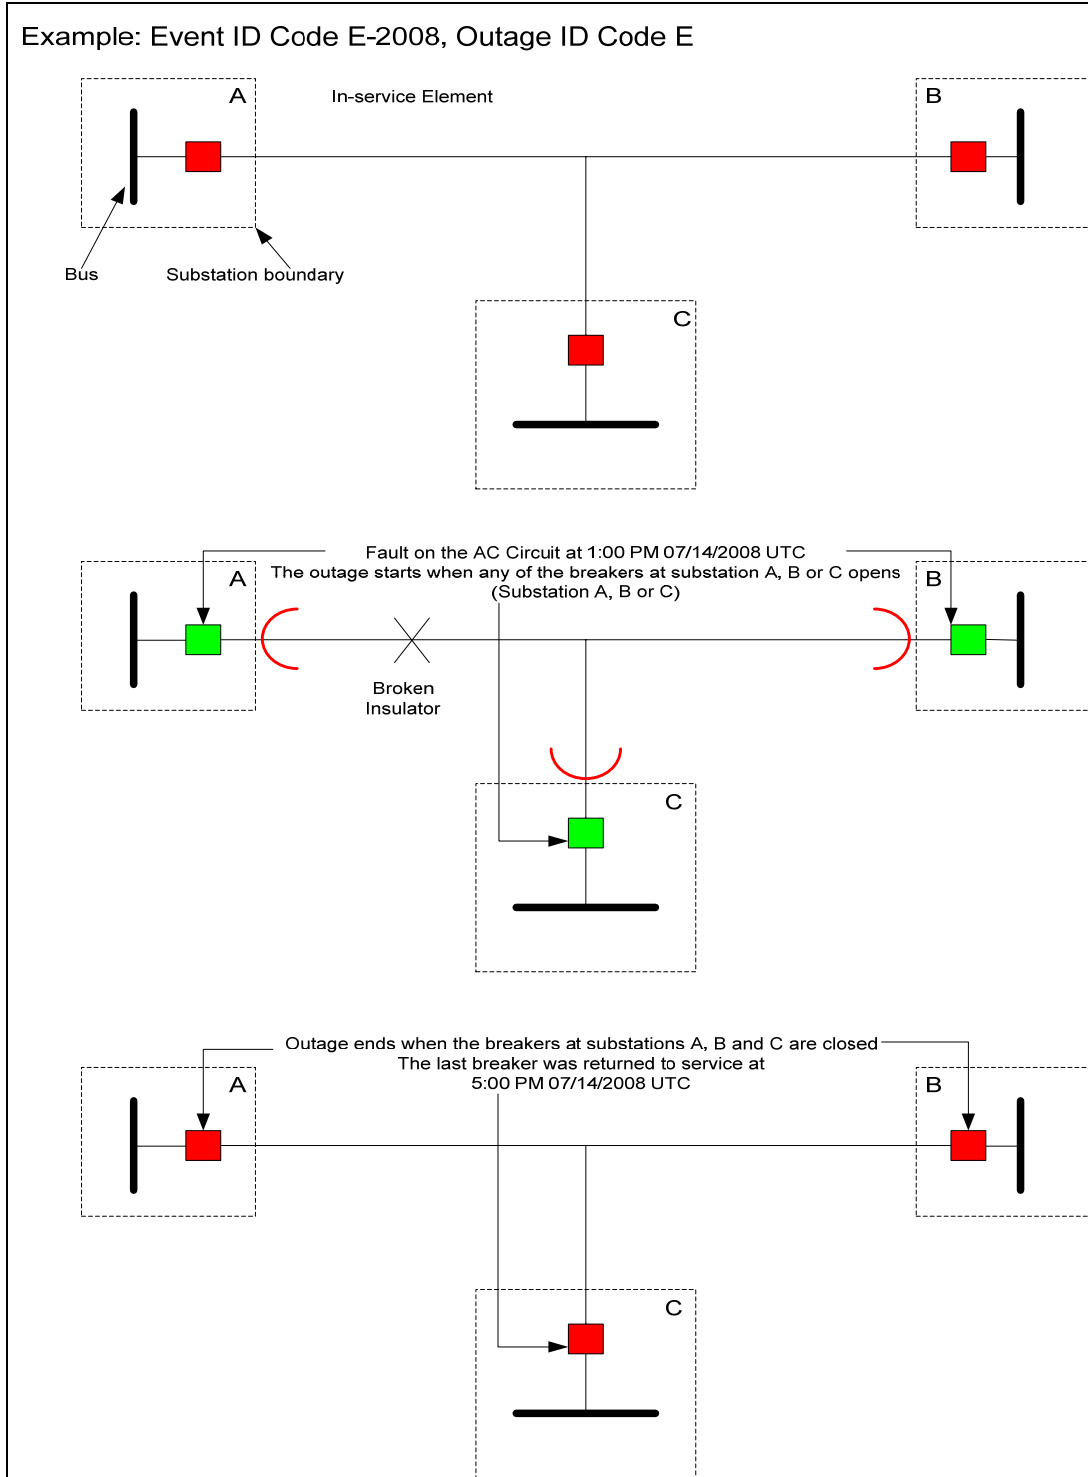 Example: Event ID Code E-2008, Outage ID Code E
A
In-service Element
B
Bus
Substation boundary
C
Fault on the AC Circuit at 1:00 PM 07/14/2008 UTC
The outage starts when any of the breakers at substation A, B or C opens
(Substation A, B or C)
A
B
Broken
Insulator
C
Outage ends when the breakers at substations A, B and C are closed
The last breaker was returned to service at
5:00 PM 07/14/2008 UTC
A
B
C